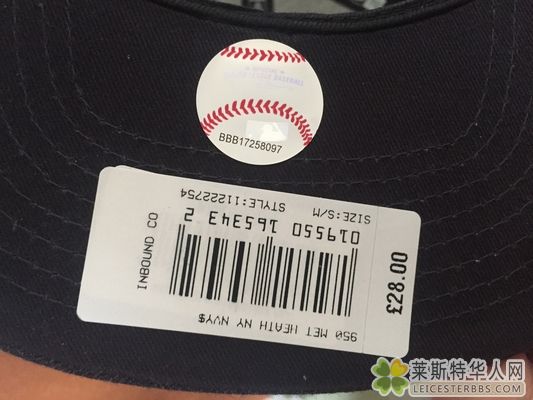 BBB17258097
950 MET HEATH NY NVY$
019550 165343 2
STYLE:11222754
SIZE:S/M
INBOUND CO
£28.00
莱斯特华人网
LEICESTERBBS.COM